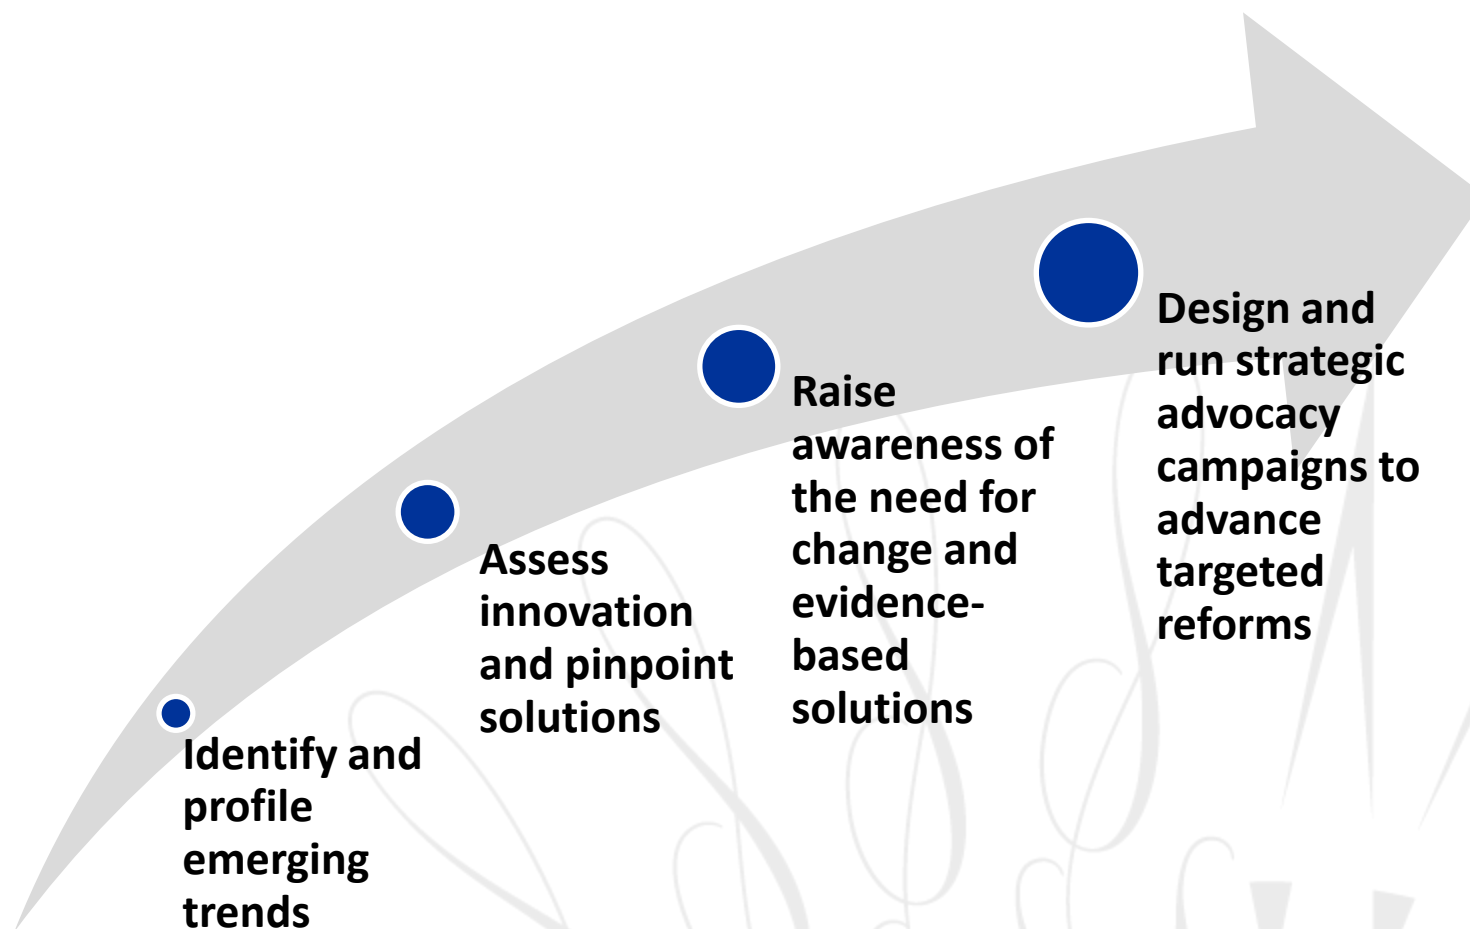 Identify and
profile
emerging
trends
Assess
innovation
and pinpoint
solutions
Raise
awareness of
the need for
change and
evidence-
based
solutions
Design and
run strategic
advocacy
campaigns to
advance
targeted
reforms